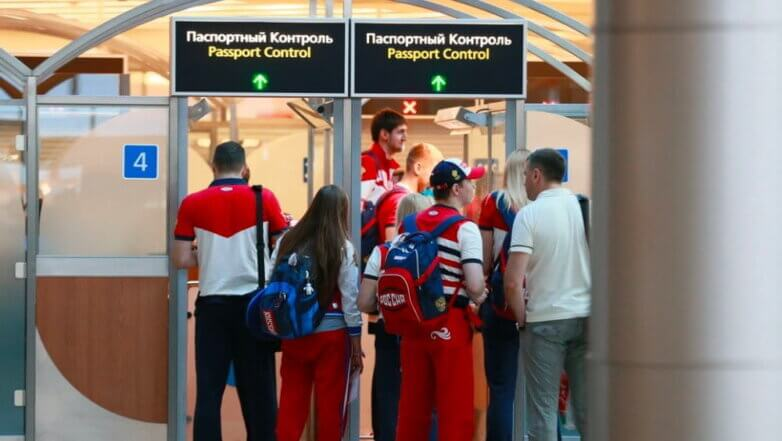 Паспортный Контроль
Passport Control
Паспортный Контроль
Passport Control
4
РОССИЯ